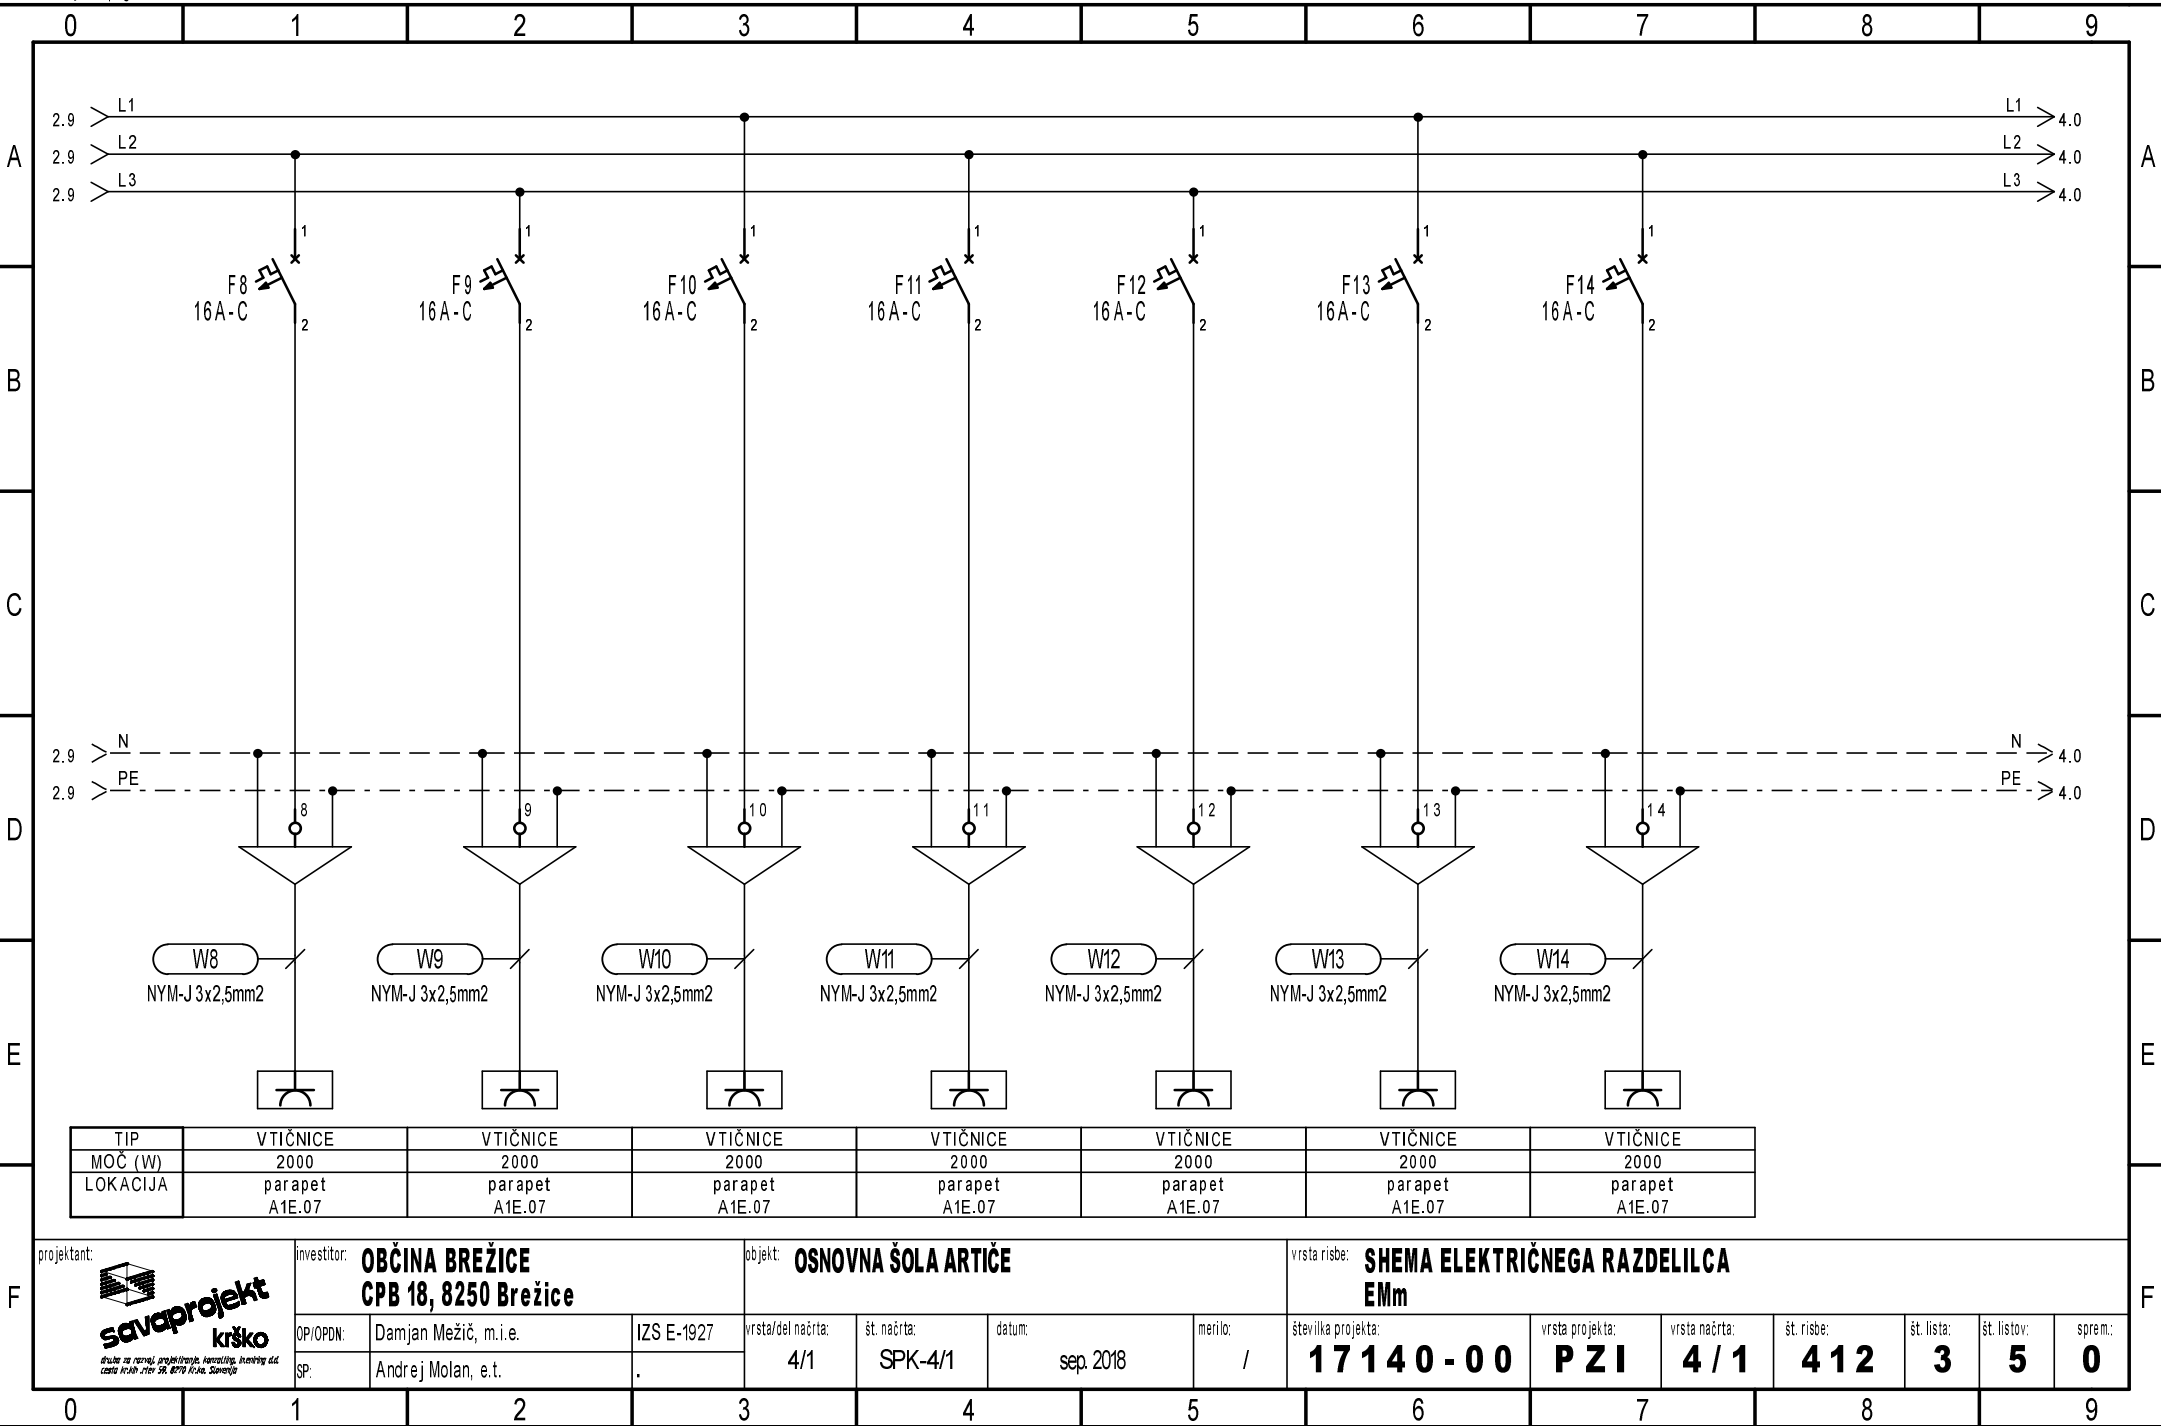 0 1 2 3 4 5 6 7 8 9
2.9 L1 L1 4.0
A 2.9 L2 L2 4.0 A
2.9 L3 L3 4.0
1 1 1 1 1 1 1
F8 F9 F10 F11 F12 F13 F14
16A-C 16A-C 16A-C 16A-C 16A-C 16A-C 16A-C
2 2 2 2 2 2 2
B B
C C
2.9 N N 4.0
2.9 PE PE 4.0
8 9 10 11 12 13 14
D D
W8 W9 W10 W11 W12 W13 W14
NYM-J 3x2,5mm2 NYM-J 3x2,5mm2 NYM-J 3x2,5mm2 NYM-J 3x2,5mm2 NYM-J 3x2,5mm2 NYM-J 3x2,5mm2 NYM-J 3x2,5mm2
E E
TIP VTIČNICE VTIČNICE VTIČNICE VTIČNICE VTIČNICE VTIČNICE VTIČNICE
MOČ (W) 2000 2000 2000 2000 2000 2000 2000
LOKACIJA parapet parapet parapet parapet parapet parapet parapet
A1E.07 A1E.07 A1E.07 A1E.07 A1E.07 A1E.07 A1E.07
projektant:
savaprojekt
krško
investitor: OBČINA BREŽICE
CPB 18, 8250 Brežice
objekt: OSNOVNA ŠOLA ARTIČE
vrsta risbe: SHEMA ELEKTRIČNEGA RAZDELILCA
EMm
F F
OP/OPDN: Damjan Mežič, m.i.e. IZS E-1927
SP: Andrej Molan, e.t. .
vrsta/del načrta: 4/1
št. načrta: SPK-4/1
datum: sep. 2018
merilo: /
številka projekta: 17140-00
vrsta projekta: PZI
vrsta načrta: 4/1
št. risbe: 412
št. lista: 3
št. listov: 5
sprem.: 0
0 1 2 3 4 5 6 7 8 9